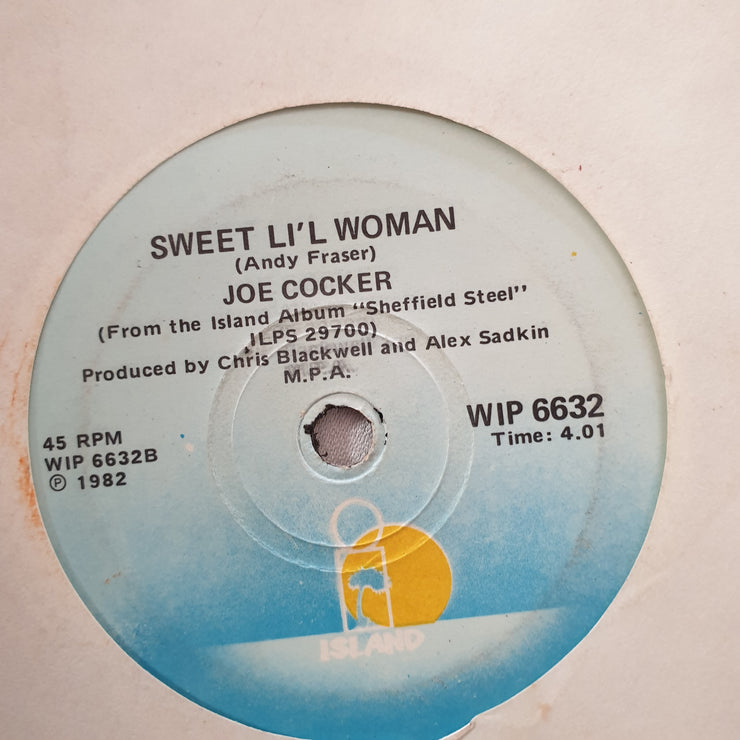 SWEET LI'L WOMAN
(Andy Fraser)
JOE COCKER
(From the Island Album "Sheffield Steel"
ILPS 29700)
Produced by Chris Blackwell and Alex Sadkin
M.P.A.
45 RPM
WIP 6632B
Ⓟ 1982
WIP 6632
Time: 4.01
ISLAND